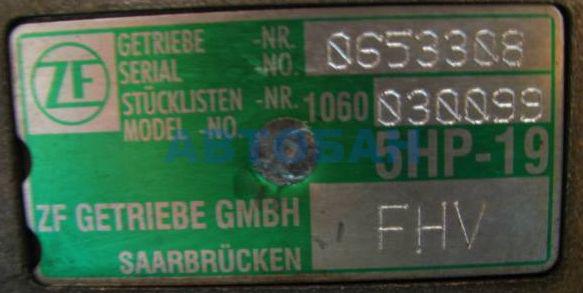 ZF
GETRIEBE -NR. 0653308
SERIAL -NO.
STÜCKLISTEN -NR. 1060 030099
MODEL -NO.
АВТОБАН
5HP-19
ZF GETRIEBE GMBH FHV
SAARBRÜCKEN